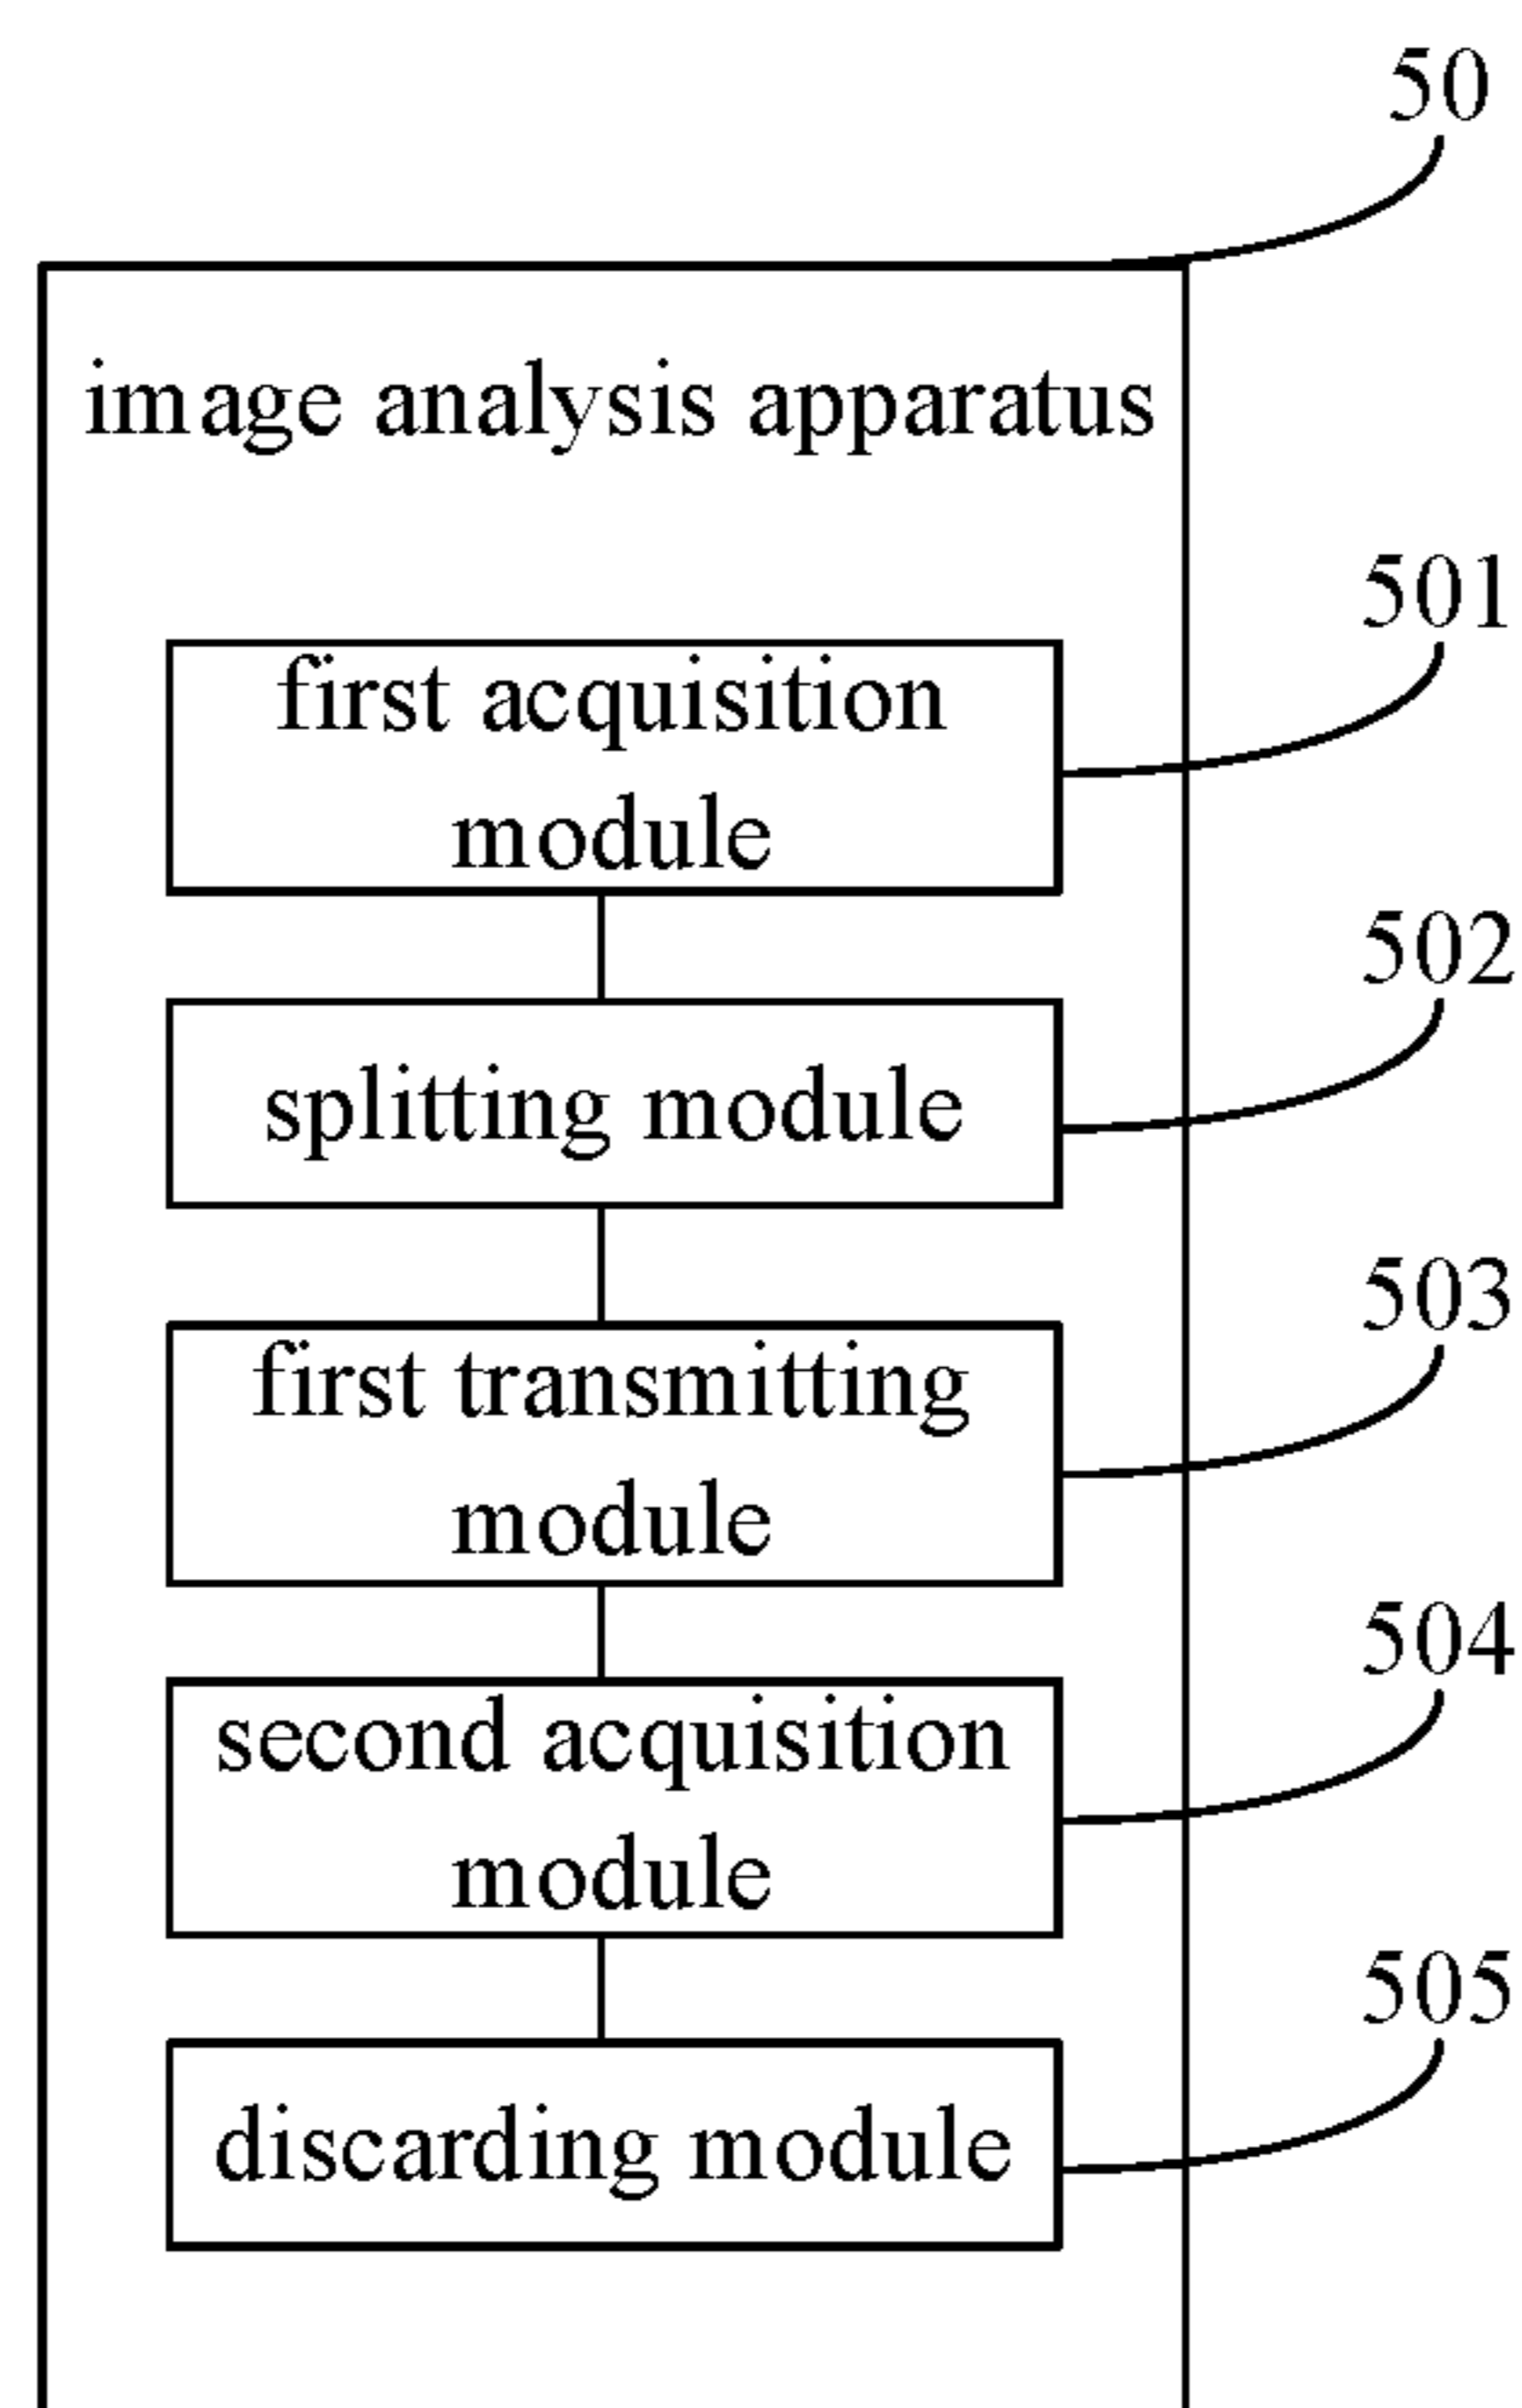 50
image analysis apparatus
501
first acquisition
module
502
splitting module
503
first transmitting
module
504
second acquisition
module
505
discarding module